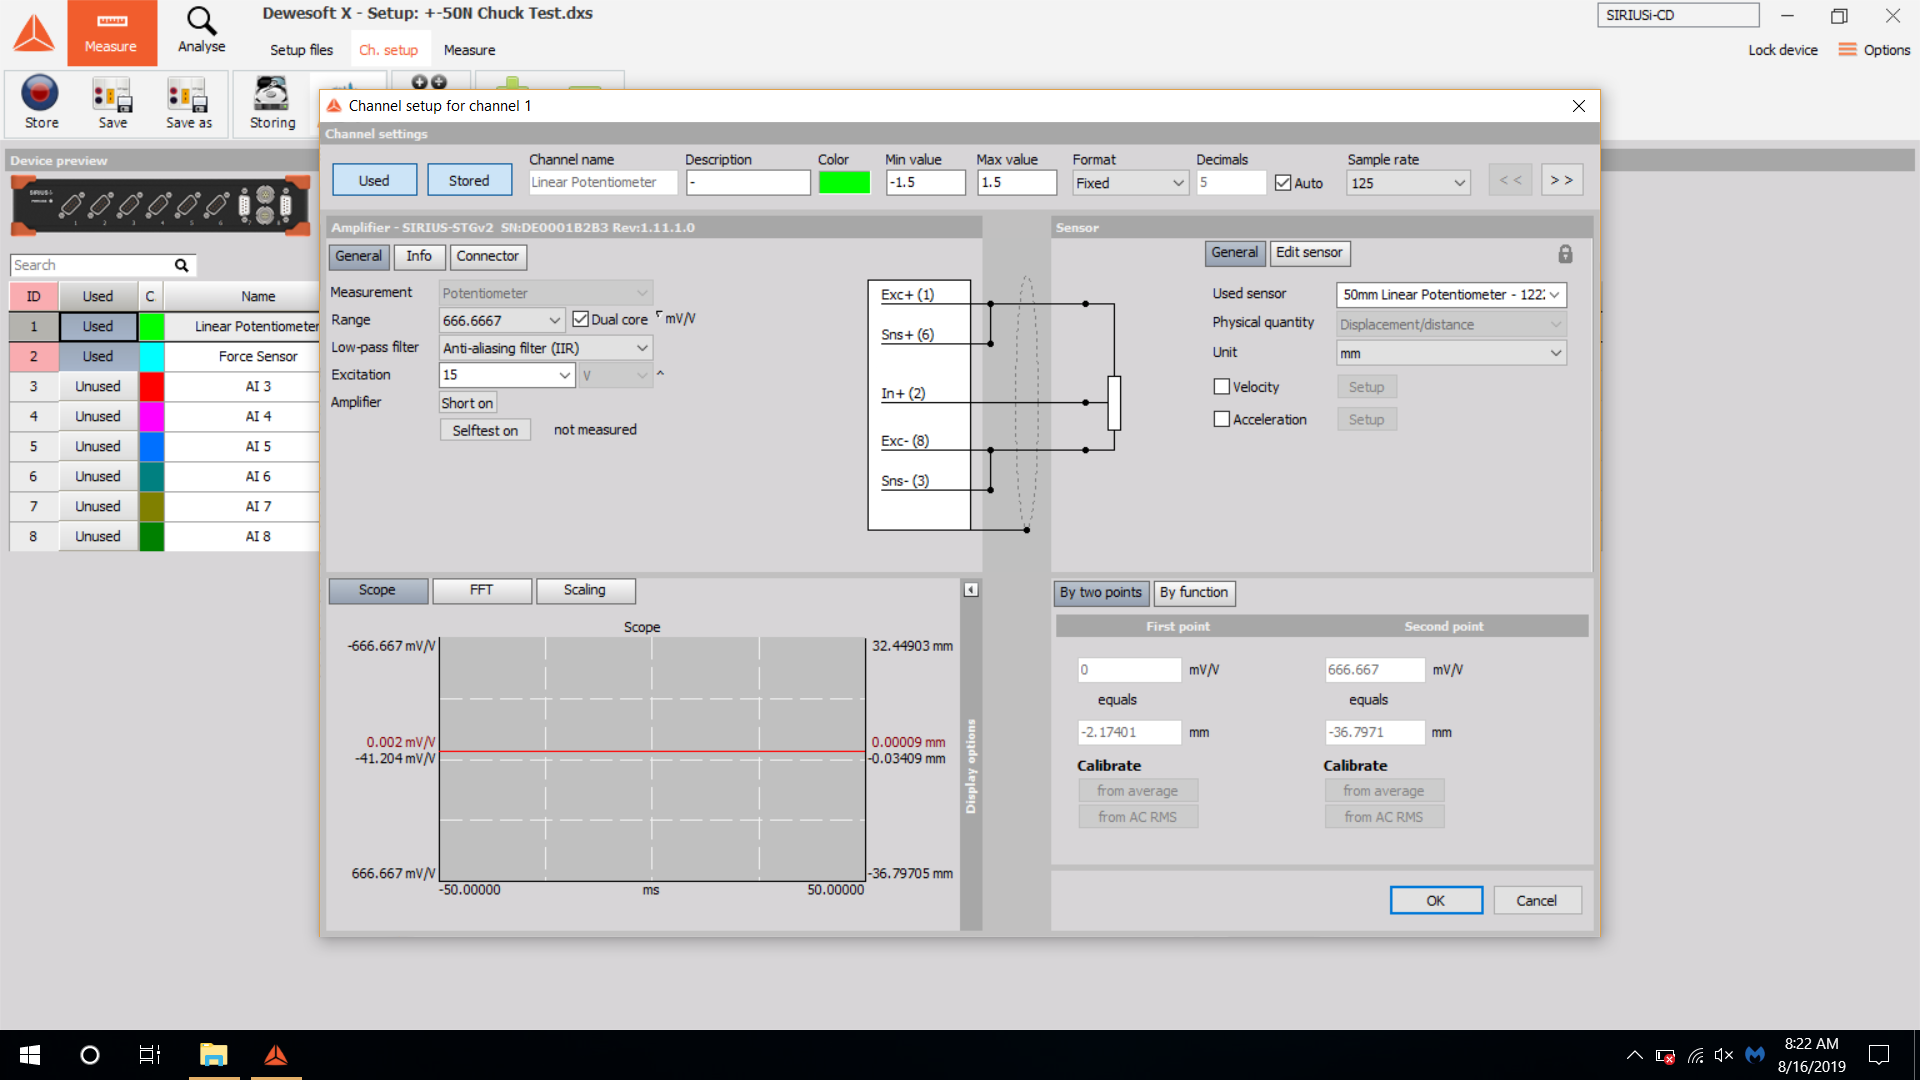 Dewesoft X - Setup: +-50N Chuck Test.dxs
SIRIUSi-CD
Measure
Analyse
Setup files
Ch. setup
Measure
Lock device
Options
Store
Save
Save as
Storing
Channel setup for channel 1
Channel settings
Device preview
Used
Stored
Channel name
Linear Potentiometer
Description
-
Color
Min value
-1.5
Max value
1.5
Format
Fixed
Decimals
5
Auto
Sample rate
125
< <
> >
Search
ID Used C. Name
1 Used Linear Potentiometer
2 Used Force Sensor
3 Unused AI 3
4 Unused AI 4
5 Unused AI 5
6 Unused AI 6
7 Unused AI 7
8 Unused AI 8
Amplifier - SIRIUS-STGv2 SN:DE0001B2B3 Rev:1.11.1.0
General Info Connector
Measurement Potentiometer
Range 666.6667 Dual core mV/V
Low-pass filter Anti-aliasing filter (IIR)
Excitation 15 V ^
Amplifier Short on
Selftest on not measured
Exc+ (1)
Sns+ (6)
In+ (2)
Exc- (8)
Sns- (3)
Sensor
General Edit sensor
Used sensor 50mm Linear Potentiometer - 122
Physical quantity Displacement/distance
Unit mm
Velocity Setup
Acceleration Setup
Scope FFT Scaling
Scope
-666.667 mV/V 32.44903 mm
0.002 mV/V 0.00009 mm
-41.204 mV/V -0.03409 mm
666.667 mV/V -36.79705 mm
-50.00000 ms 50.00000
Display options
By two points By function
First point Second point
0 mV/V 666.667 mV/V
equals equals
-2.17401 mm -36.7971 mm
Calibrate Calibrate
from average from average
from AC RMS from AC RMS
OK Cancel
8:22 AM
8/16/2019